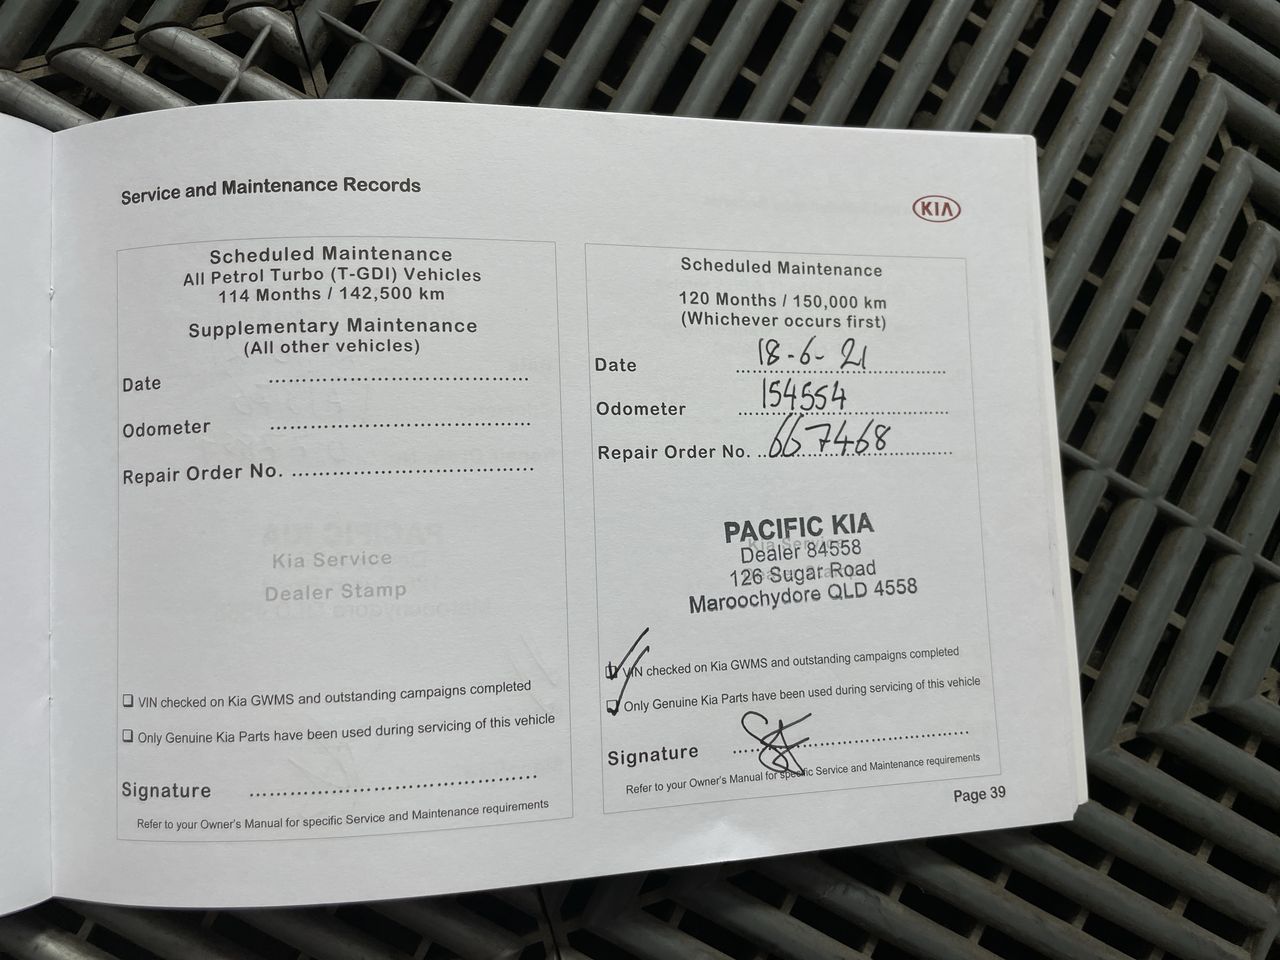 Service and Maintenance Records
KIA
Scheduled Maintenance
All Petrol Turbo (T-GDI) Vehicles
114 Months / 142,500 km
Supplementary Maintenance
(All other vehicles)
Date
Odometer
Repair Order No.
Kia Service
Dealer Stamp
VIN checked on Kia GWMS and outstanding campaigns completed
Only Genuine Kia Parts have been used during servicing of this vehicle
Signature
Refer to your Owner's Manual for specific Service and Maintenance requirements
Scheduled Maintenance
120 Months / 150,000 km
(Whichever occurs first)
Date 18-6-21
Odometer 154554
Repair Order No. 667468
PACIFIC KIA
Dealer 84558
126 Sugar Road
Maroochydore QLD 4558
VIN checked on Kia GWMS and outstanding campaigns completed
Only Genuine Kia Parts have been used during servicing of this vehicle
Signature
Refer to your Owner's Manual for specific Service and Maintenance requirements
Page 39